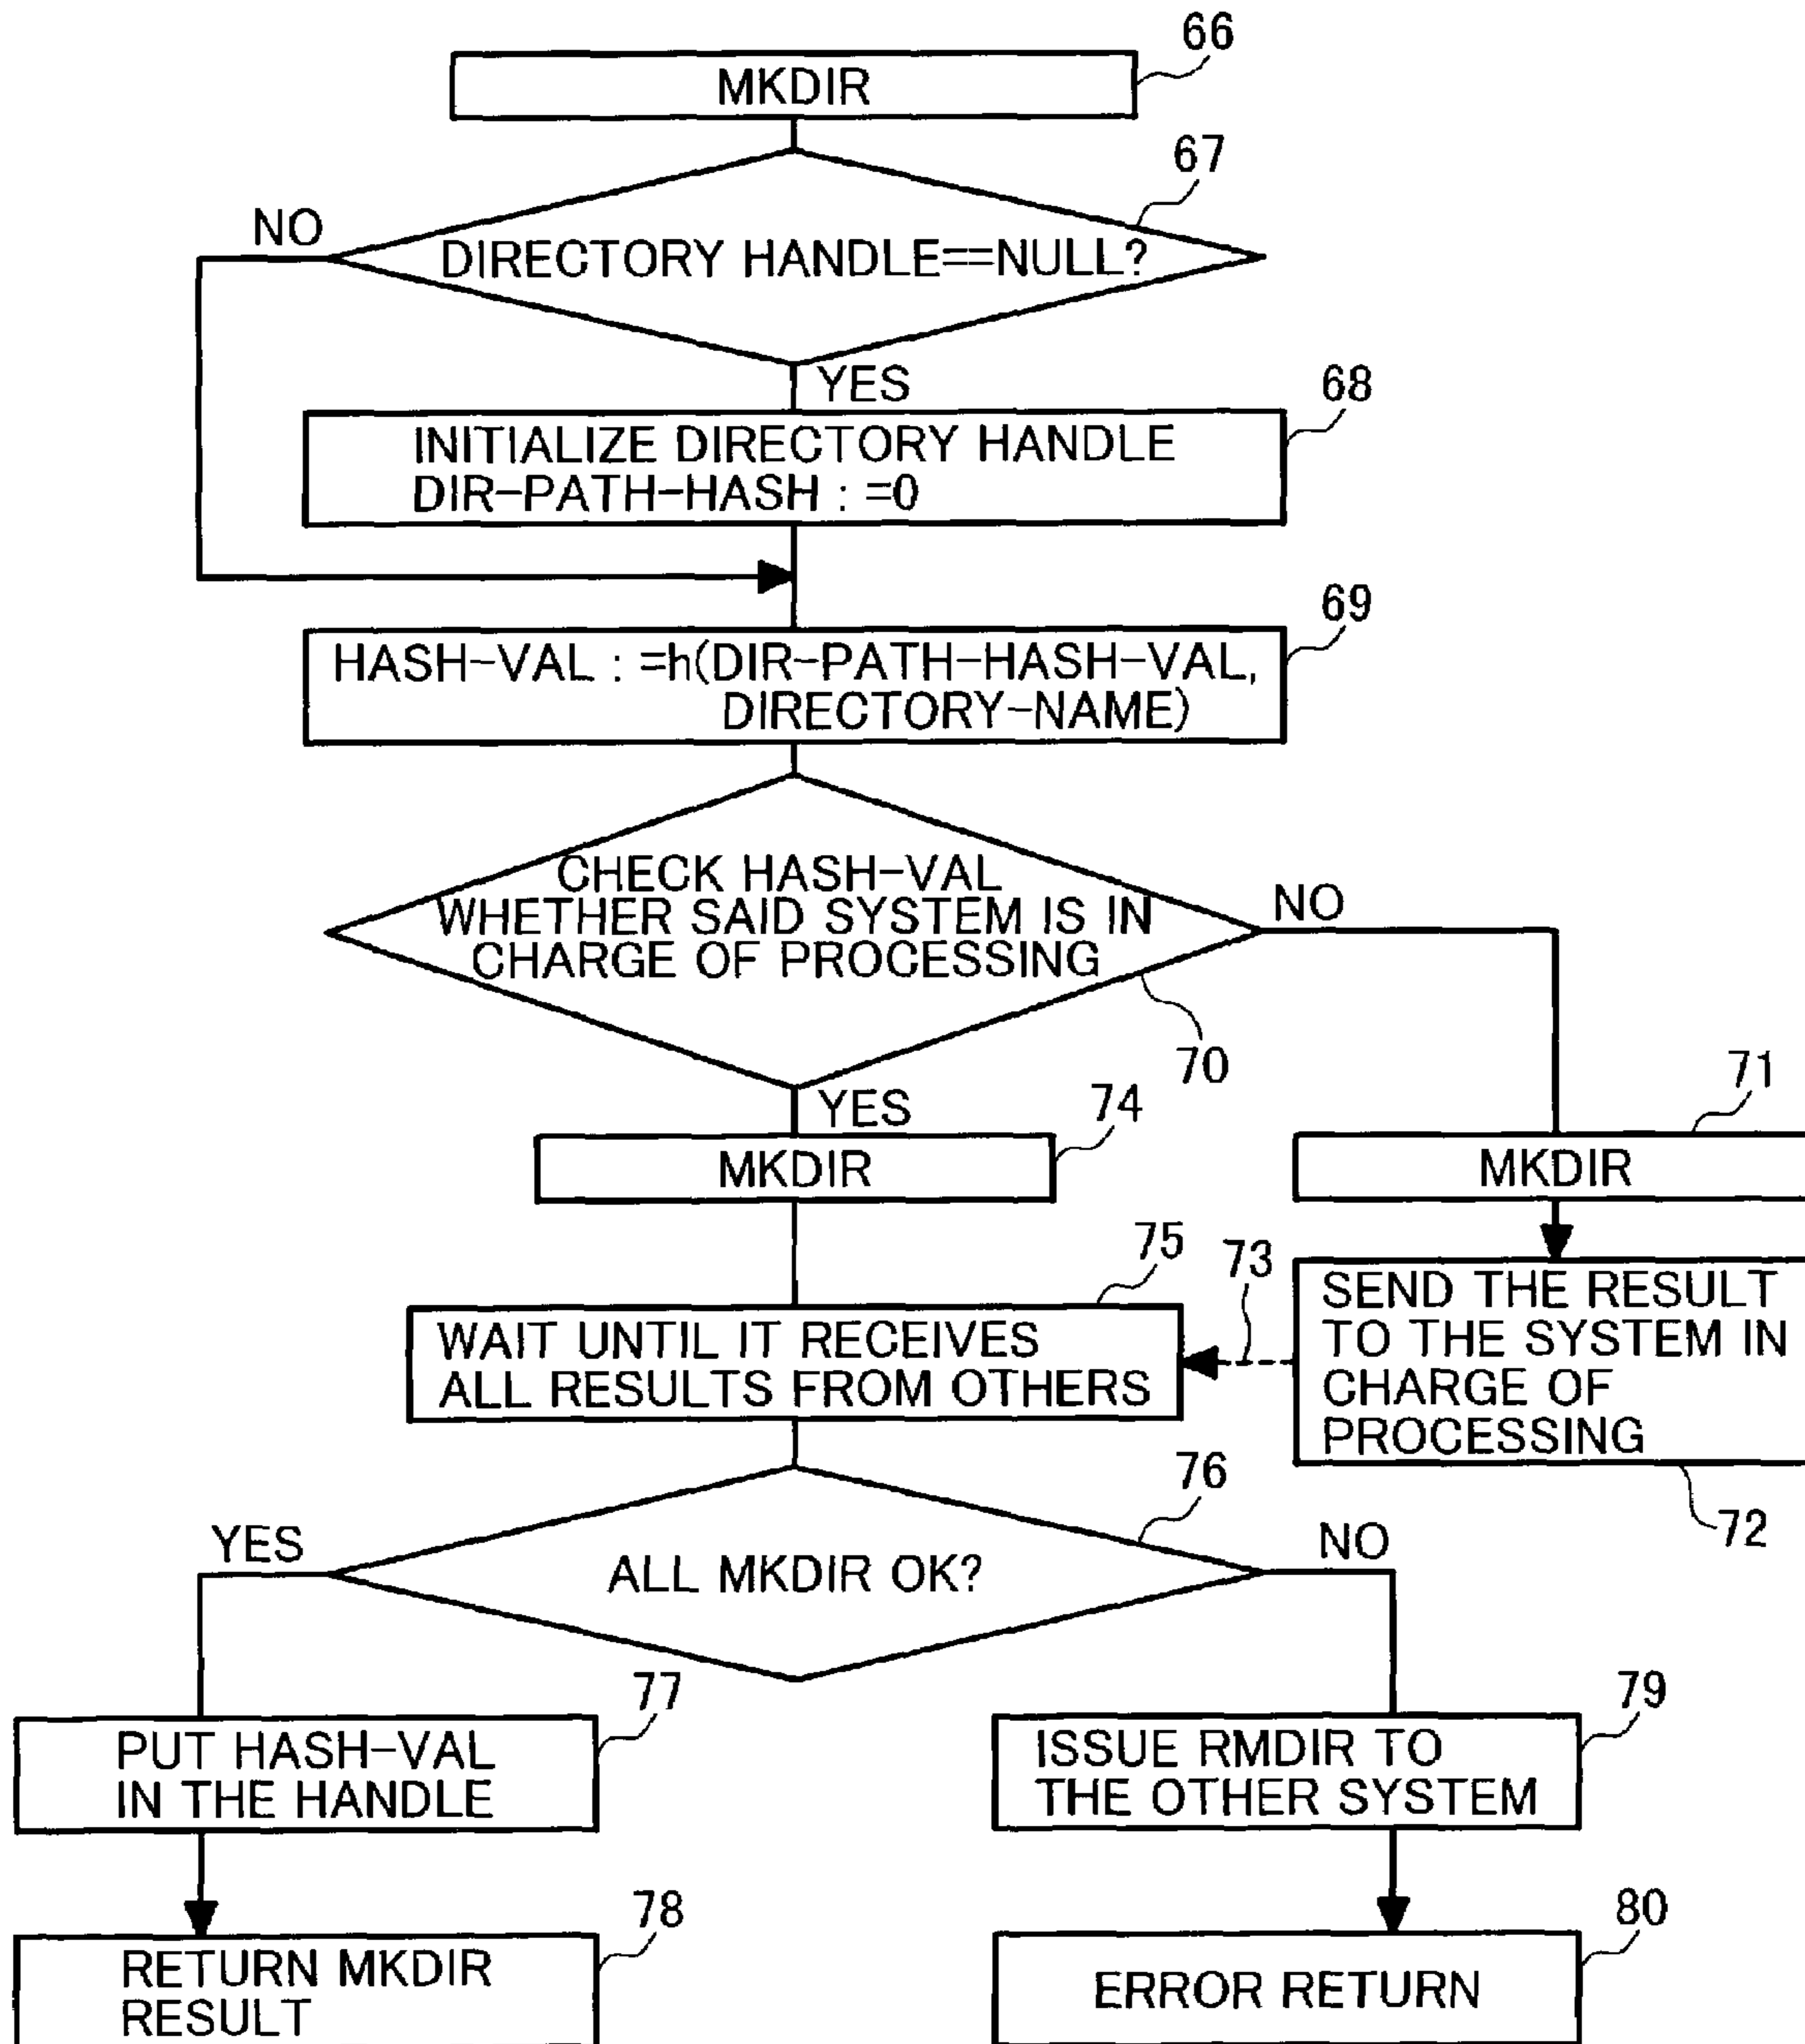 66
MKDIR
67
NO
DIRECTORY HANDLE==NULL?
YES
68
INITIALIZE DIRECTORY HANDLE
DIR-PATH-HASH : =0
69
HASH-VAL : =h(DIR-PATH-HASH-VAL,
DIRECTORY-NAME)
CHECK HASH-VAL
WHETHER SAID SYSTEM IS IN
CHARGE OF PROCESSING
NO
70
YES
74
MKDIR
71
MKDIR
75
WAIT UNTIL IT RECEIVES
ALL RESULTS FROM OTHERS
73
SEND THE RESULT
TO THE SYSTEM IN
CHARGE OF
PROCESSING
72
76
YES
ALL MKDIR OK?
NO
77
PUT HASH-VAL
IN THE HANDLE
79
ISSUE RMDIR TO
THE OTHER SYSTEM
78
RETURN MKDIR
RESULT
80
ERROR RETURN